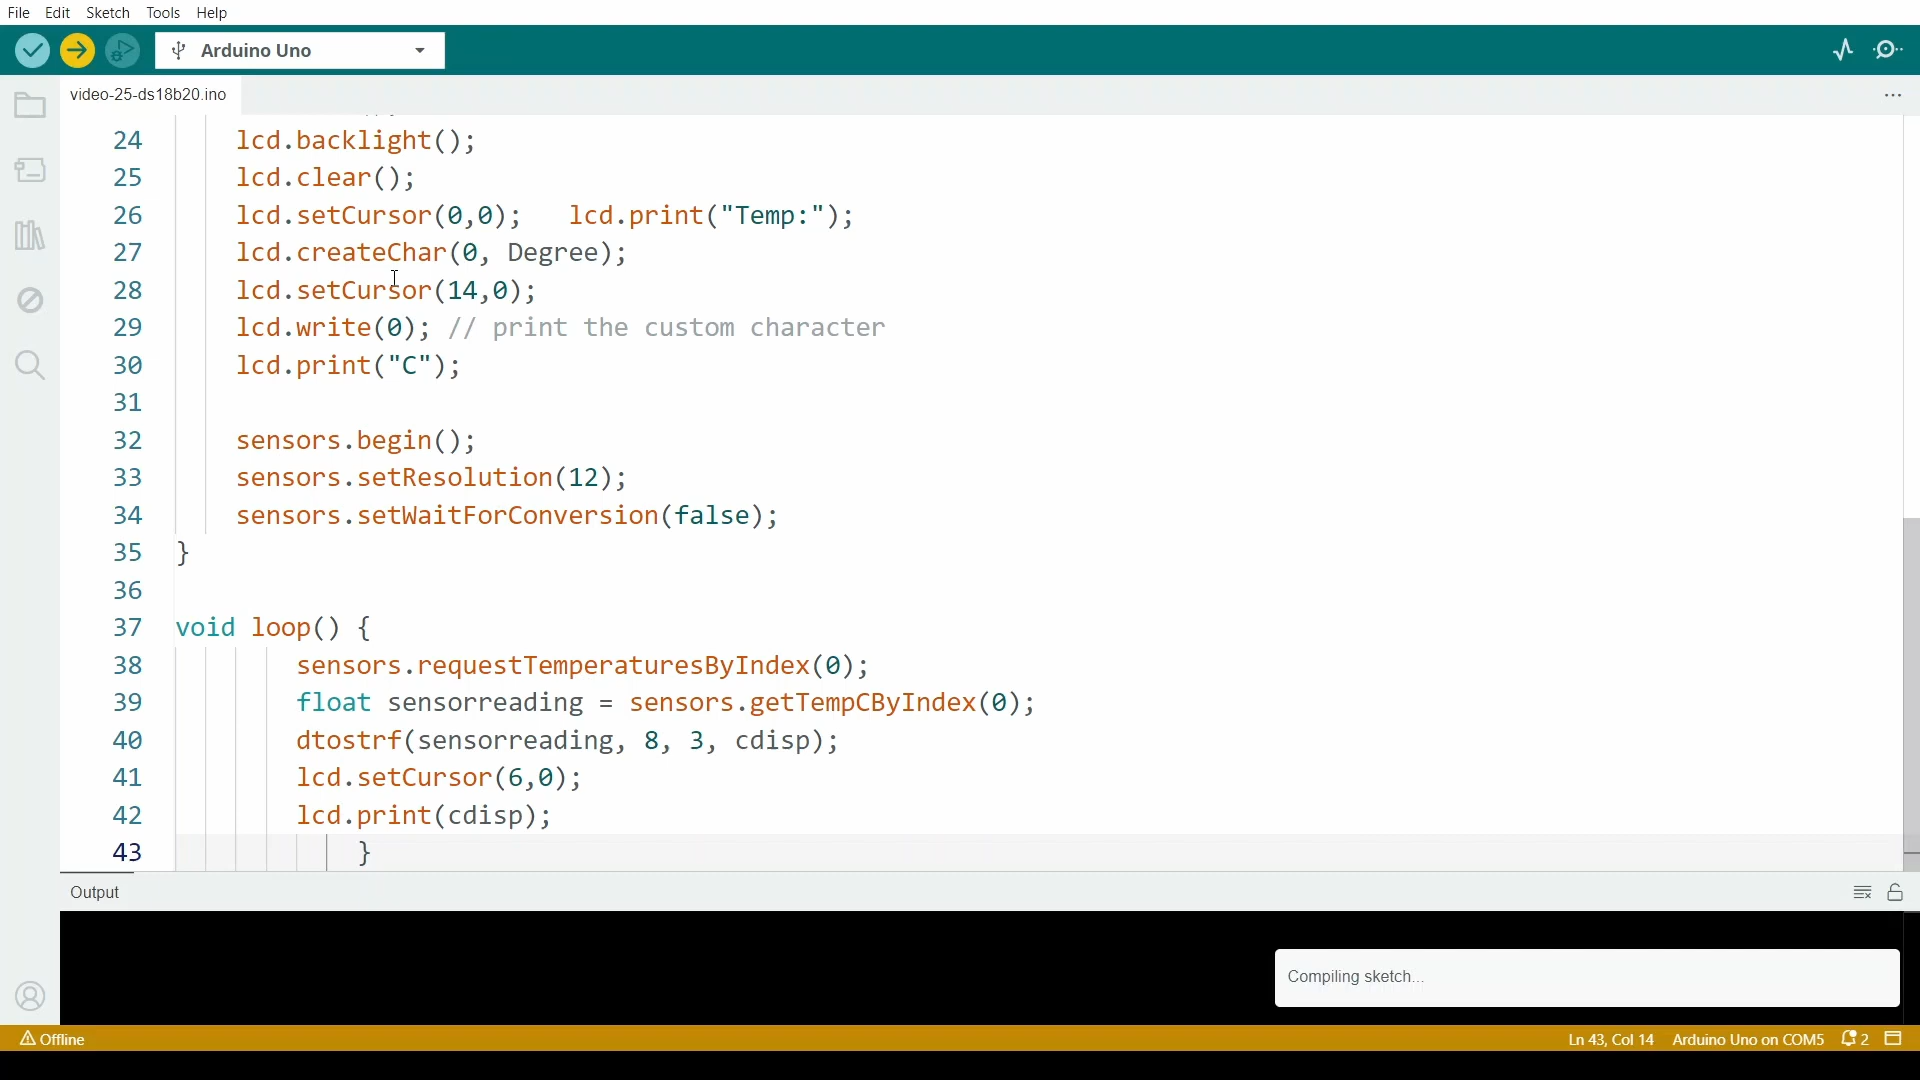 File Edit Sketch Tools Help
Arduino Uno
video-25-ds18b20.ino
24 lcd.backlight();
25 lcd.clear();
26 lcd.setCursor(0,0);   lcd.print("Temp:");
27 lcd.createChar(0, Degree);
28 lcd.setCursor(14,0);
29 lcd.write(0); // print the custom character
30 lcd.print("C");
31
32 sensors.begin();
33 sensors.setResolution(12);
34 sensors.setWaitForConversion(false);
35 }
36
37 void loop() {
38 sensors.requestTemperaturesByIndex(0);
39 float sensorreading = sensors.getTempCByIndex(0);
40 dtostrf(sensorreading, 8, 3, cdisp);
41 lcd.setCursor(6,0);
42 lcd.print(cdisp);
43 }
Output
Compiling sketch...
Offline Ln 43, Col 14 Arduino Uno on COM5 2